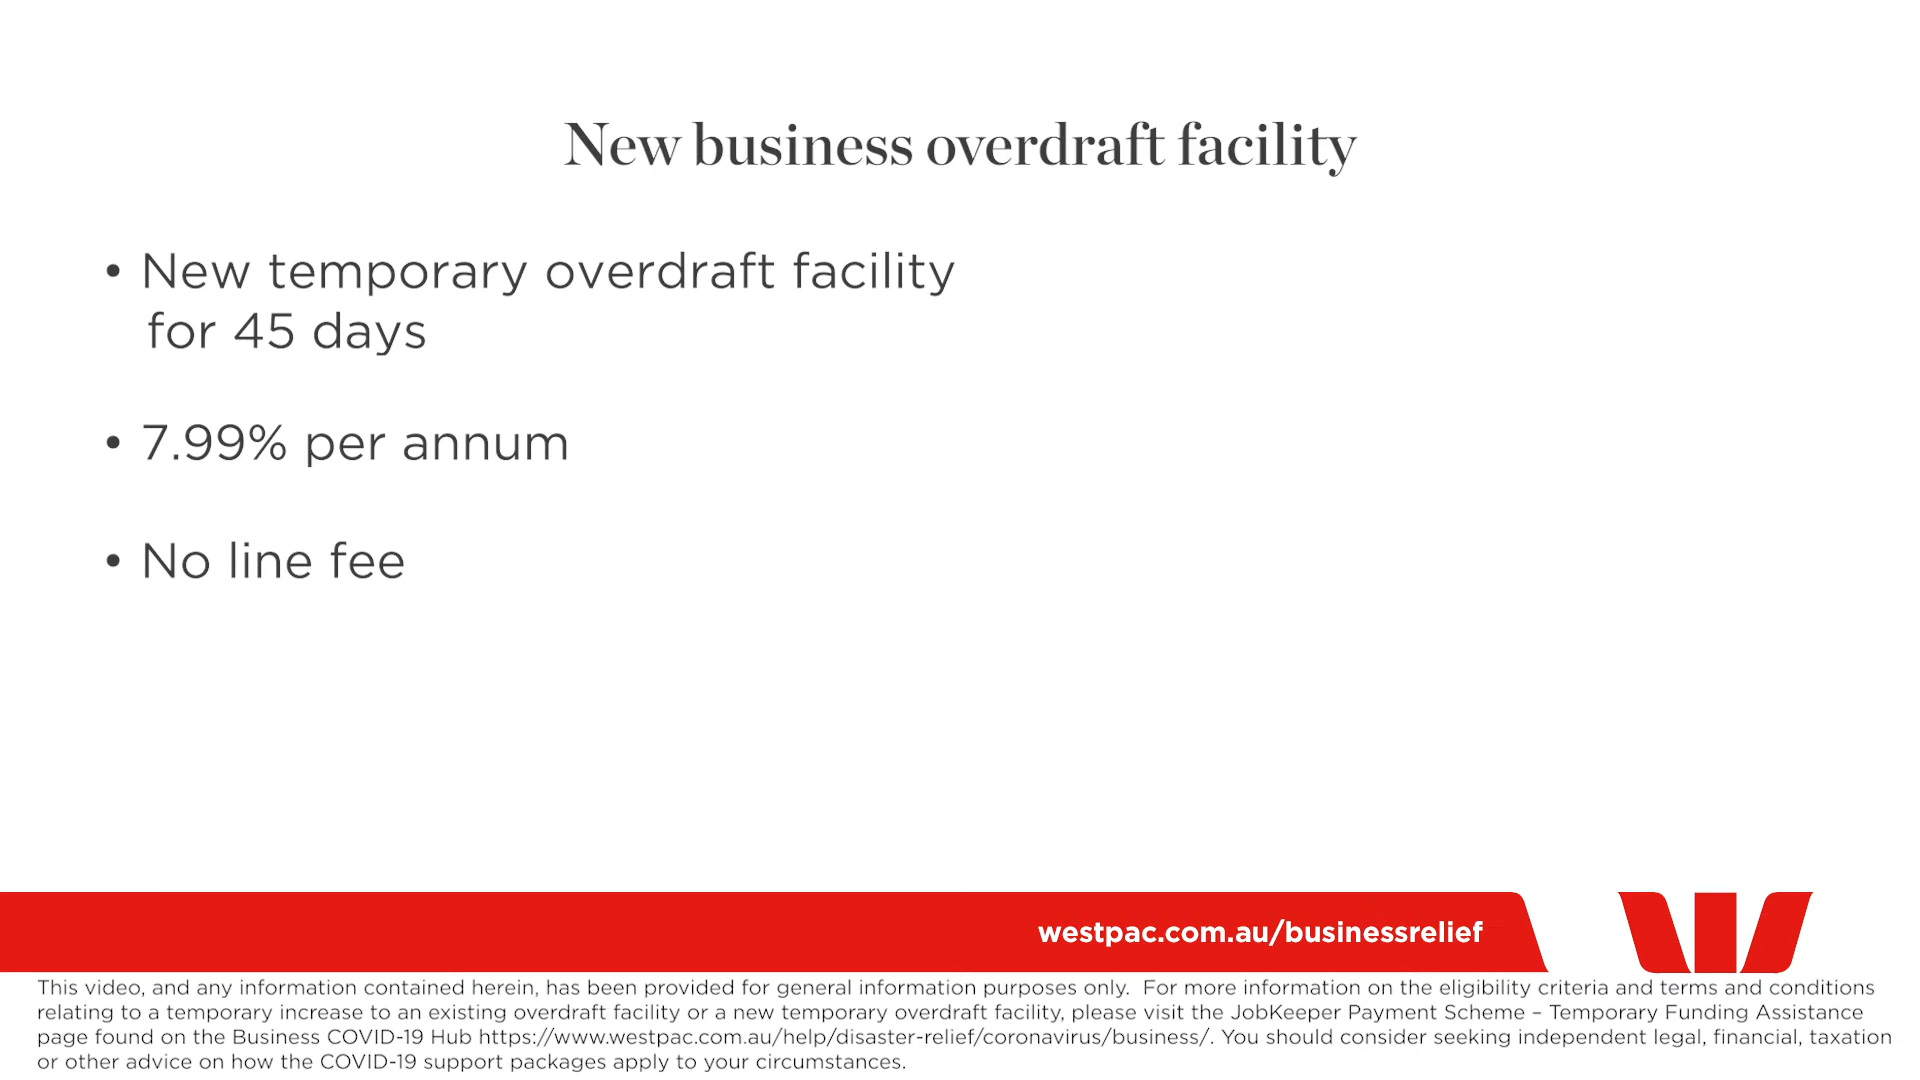 New business overdraft facility
• New temporary overdraft facility
for 45 days
• 7.99% per annum
• No line fee
westpac.com.au/businessrelief
This video, and any information contained herein, has been provided for general information purposes only.  For more information on the eligibility criteria and terms and conditions
relating to a temporary increase to an existing overdraft facility or a new temporary overdraft facility, please visit the JobKeeper Payment Scheme – Temporary Funding Assistance
page found on the Business COVID-19 Hub https://www.westpac.com.au/help/disaster-relief/coronavirus/business/. You should consider seeking independent legal, financial, taxation
or other advice on how the COVID-19 support packages apply to your circumstances.